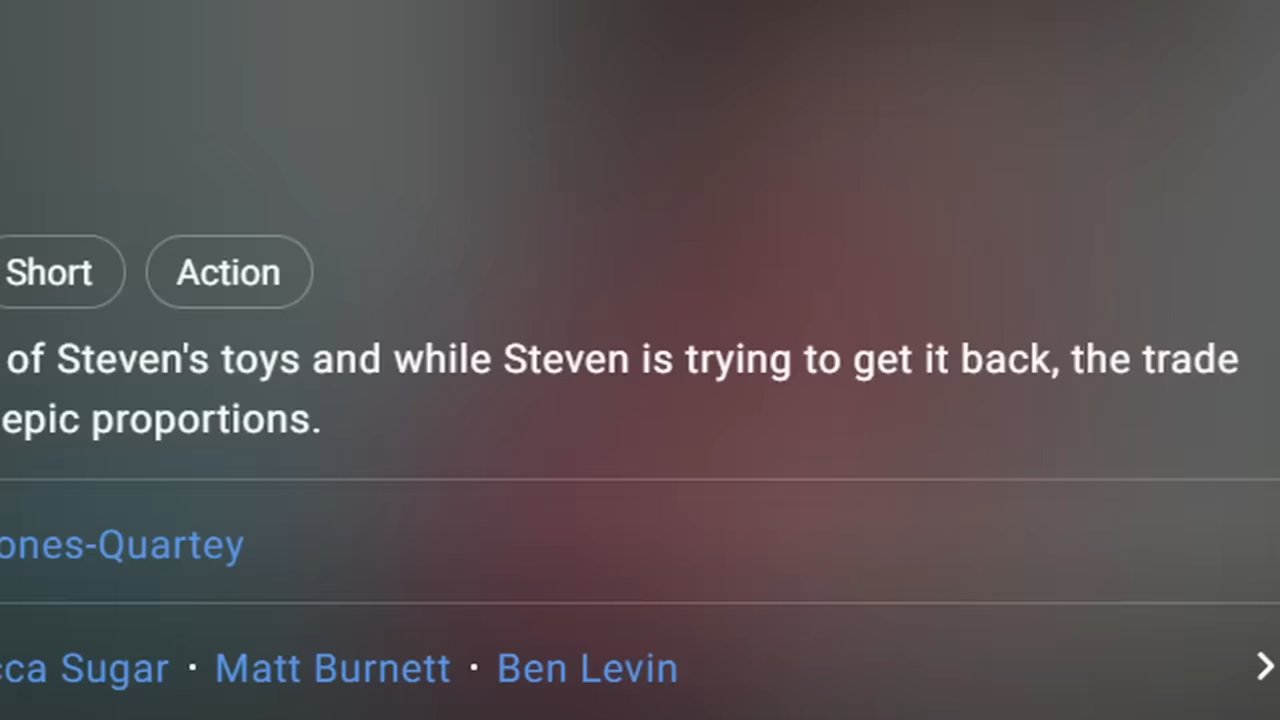 Short Action
of Steven's toys and while Steven is trying to get it back, the trade
epic proportions.
ones-Quartey
cca Sugar · Matt Burnett · Ben Levin